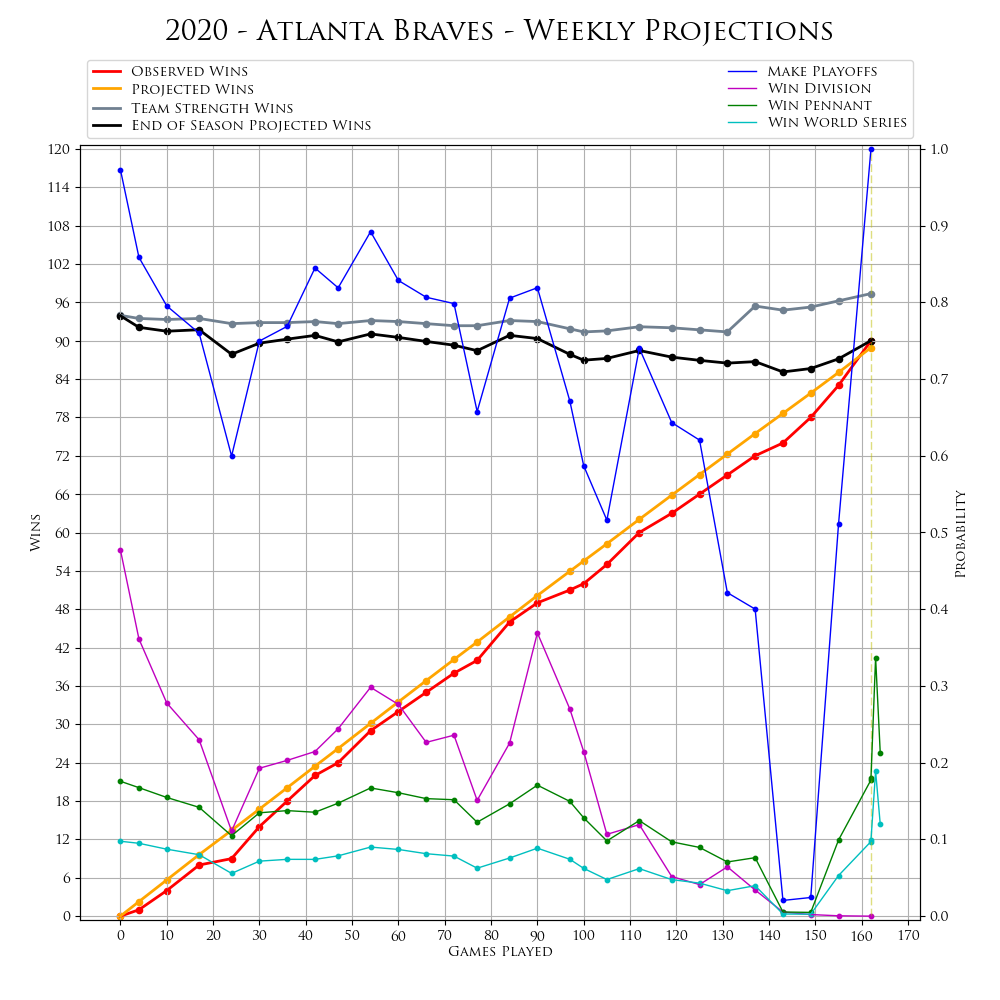 2020 - Atlanta Braves - Weekly Projections
Observed Wins
Projected Wins
Team Strength Wins
End of Season Projected Wins
Make Playoffs
Win Division
Win Pennant
Win World Series
120
114
108
102
96
90
84
78
72
66
60
54
48
42
36
30
24
18
12
6
0
Wins
1.0
0.9
0.8
0.7
0.6
0.5
0.4
0.3
0.2
0.1
0.0
Probability
0 10 20 30 40 50 60 70 80 90 100 110 120 130 140 150 160 170
Games Played